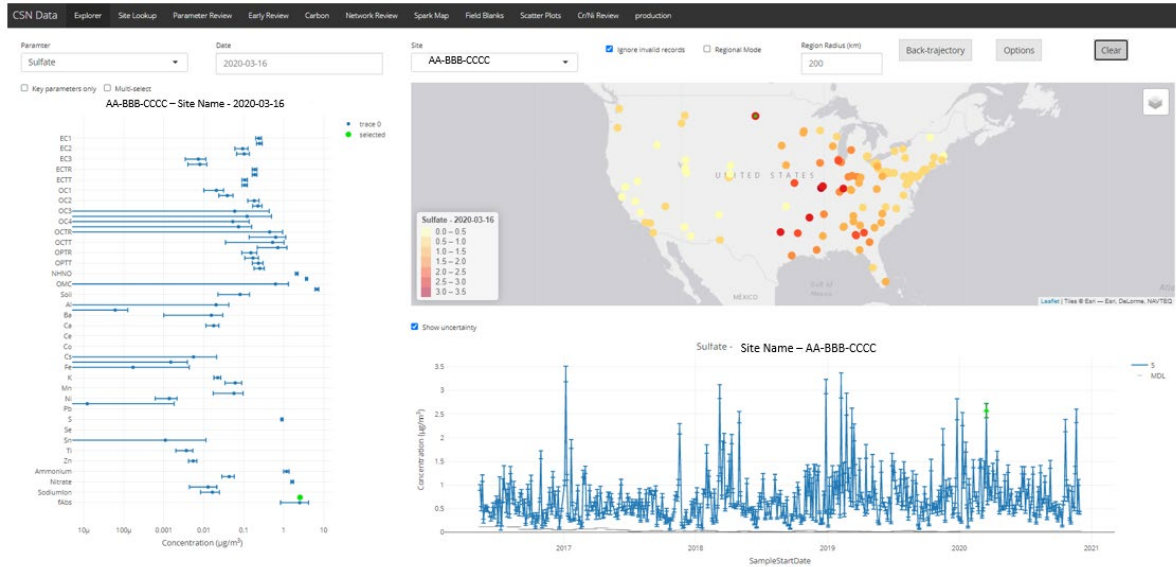 CSN Data Explorer Site Lookup Parameter Review Early Review Carbon Network Review Spark Map Field Blanks Scatter Plots Cr/Ni Review production
Paramter
Sulfate
Date
2020-03-16
Site
AA-BBB-CCCC
Ignore invalid records
Regional Mode
Region Radius (km)
200
Back-trajectory
Options
Clear
Key parameters only
Multi-select
AA-BBB-CCCC – Site Name - 2020-03-16
trace 0
selected
EC1
EC2
EC3
ECTR
ECTT
OC1
OC2
OC3
OC4
OCTR
OCTT
OPTR
OPTT
NHNO
OMC
Soil
Al
Ba
Ca
Ce
Co
Cs
Fe
K
Mn
Ni
Pb
S
Se
Sn
Ti
Zn
Ammonium
Nitrate
SodiumIon
10µ 100µ 0.001 0.01 0.1 1 10
Concentration (µg/m³)
UNITED STATES
MÉXICO
Gulf of
Mexico
Sulfate - 2020-03-16
0.0 – 0.5
0.5 – 1.0
1.0 – 1.5
1.5 – 2.0
2.0 – 2.5
2.5 – 3.0
3.0 – 3.5
Leaflet | Tiles © Esri — Esri, DeLorme, NAVTEQ
Show uncertainty
Sulfate - Site Name – AA-BBB-CCCC
S
MDL
3.5
3
2.5
2
1.5
1
0.5
0
Concentration (µg/m³)
2017 2018 2019 2020 2021
SampleStartDate